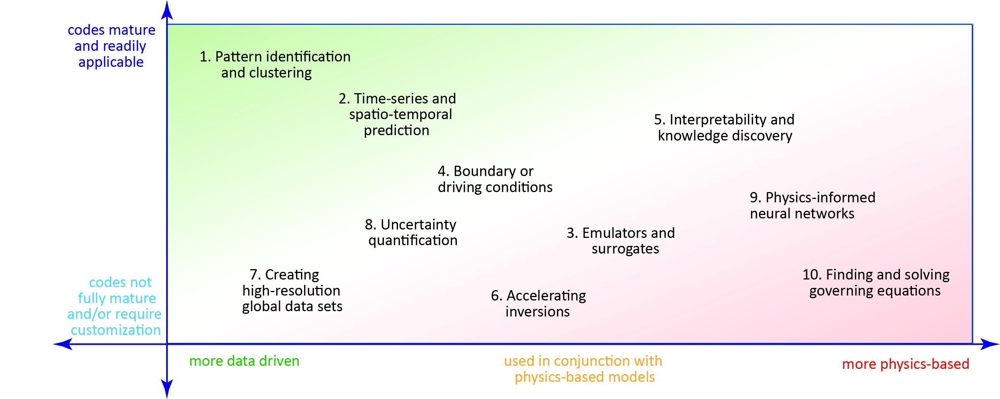 codes mature
and readily
applicable
1. Pattern identification
and clustering
2. Time-series and
spatio-temporal
prediction
5. Interpretability and
knowledge discovery
4. Boundary or
driving conditions
9. Physics-informed
neural networks
8. Uncertainty
quantification
3. Emulators and
surrogates
7. Creating
high-resolution
global data sets
6. Accelerating
inversions
10. Finding and solving
governing equations
codes not
fully mature
and/or require
customization
more data driven
used in conjunction with
physics-based models
more physics-based